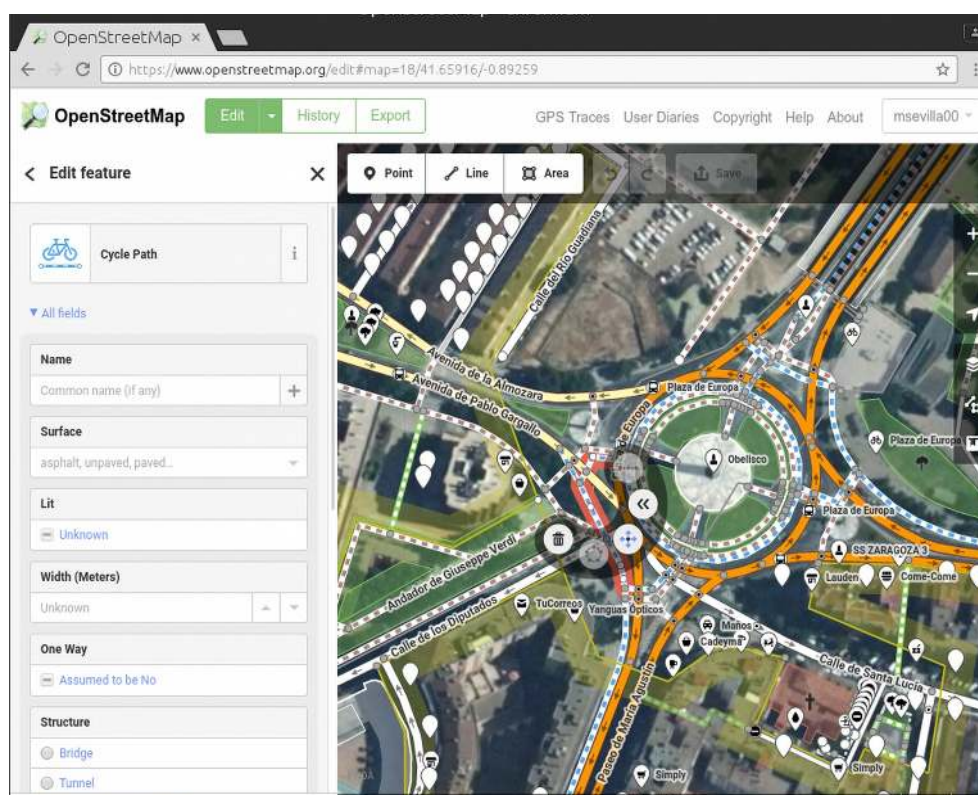 OpenStreetMap ×
https://www.openstreetmap.org/edit#map=18/41.65916/-0.89259
OpenStreetMap
Edit
History
Export
GPS Traces
User Diaries
Copyright
Help
About
msevilla00
Edit feature
Point
Line
Area
Save
Cycle Path
i
All fields
Name
Common name (if any)
Surface
asphalt, unpaved, paved...
Lit
Unknown
Width (Meters)
Unknown
One Way
Assumed to be No
Structure
Bridge
Tunnel
Calle del Río Guadiana
Avenida de la Almozara
Avenida de Pablo Gargallo
Plaza de Europa
de Europa
Obelisco
Plaza de Europa
Plaza de Europa
SS ZARAGOZA 3
Lauden
Come-Come
Andador de Giuseppe Verdi
Calle de los Diputados
TuCorreos
Yanguas Ópticos
Maños
Cadeyma
Calle de Santa Lucía
Paseo de María Agustín
Simply
Simply